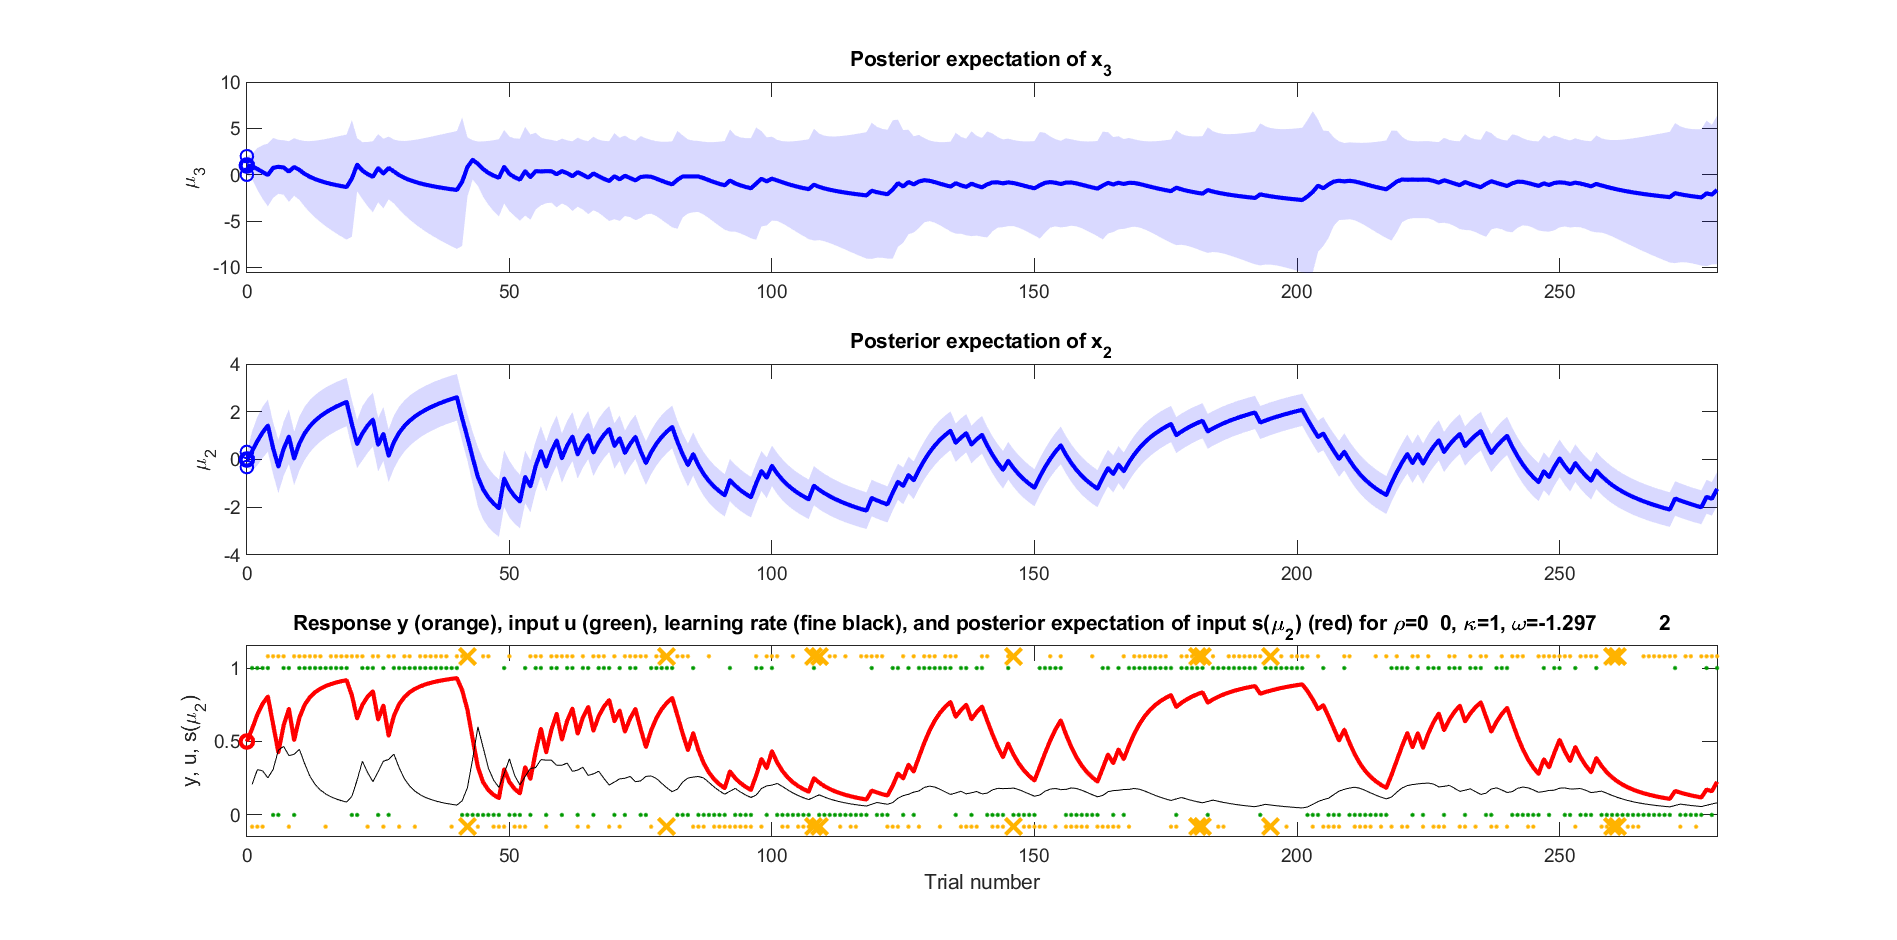 Posterior expectation of x3
10
5
0
-5
-10
μ3
0 50 100 150 200 250
Posterior expectation of x2
4
2
0
-2
-4
μ2
0 50 100 150 200 250
Response y (orange), input u (green), learning rate (fine black), and posterior expectation of input s(μ2) (red) for ρ=0 0, κ=1, ω=-1.297 2
1
0.5
0
y, u, s(μ2)
0 50 100 150 200 250
Trial number